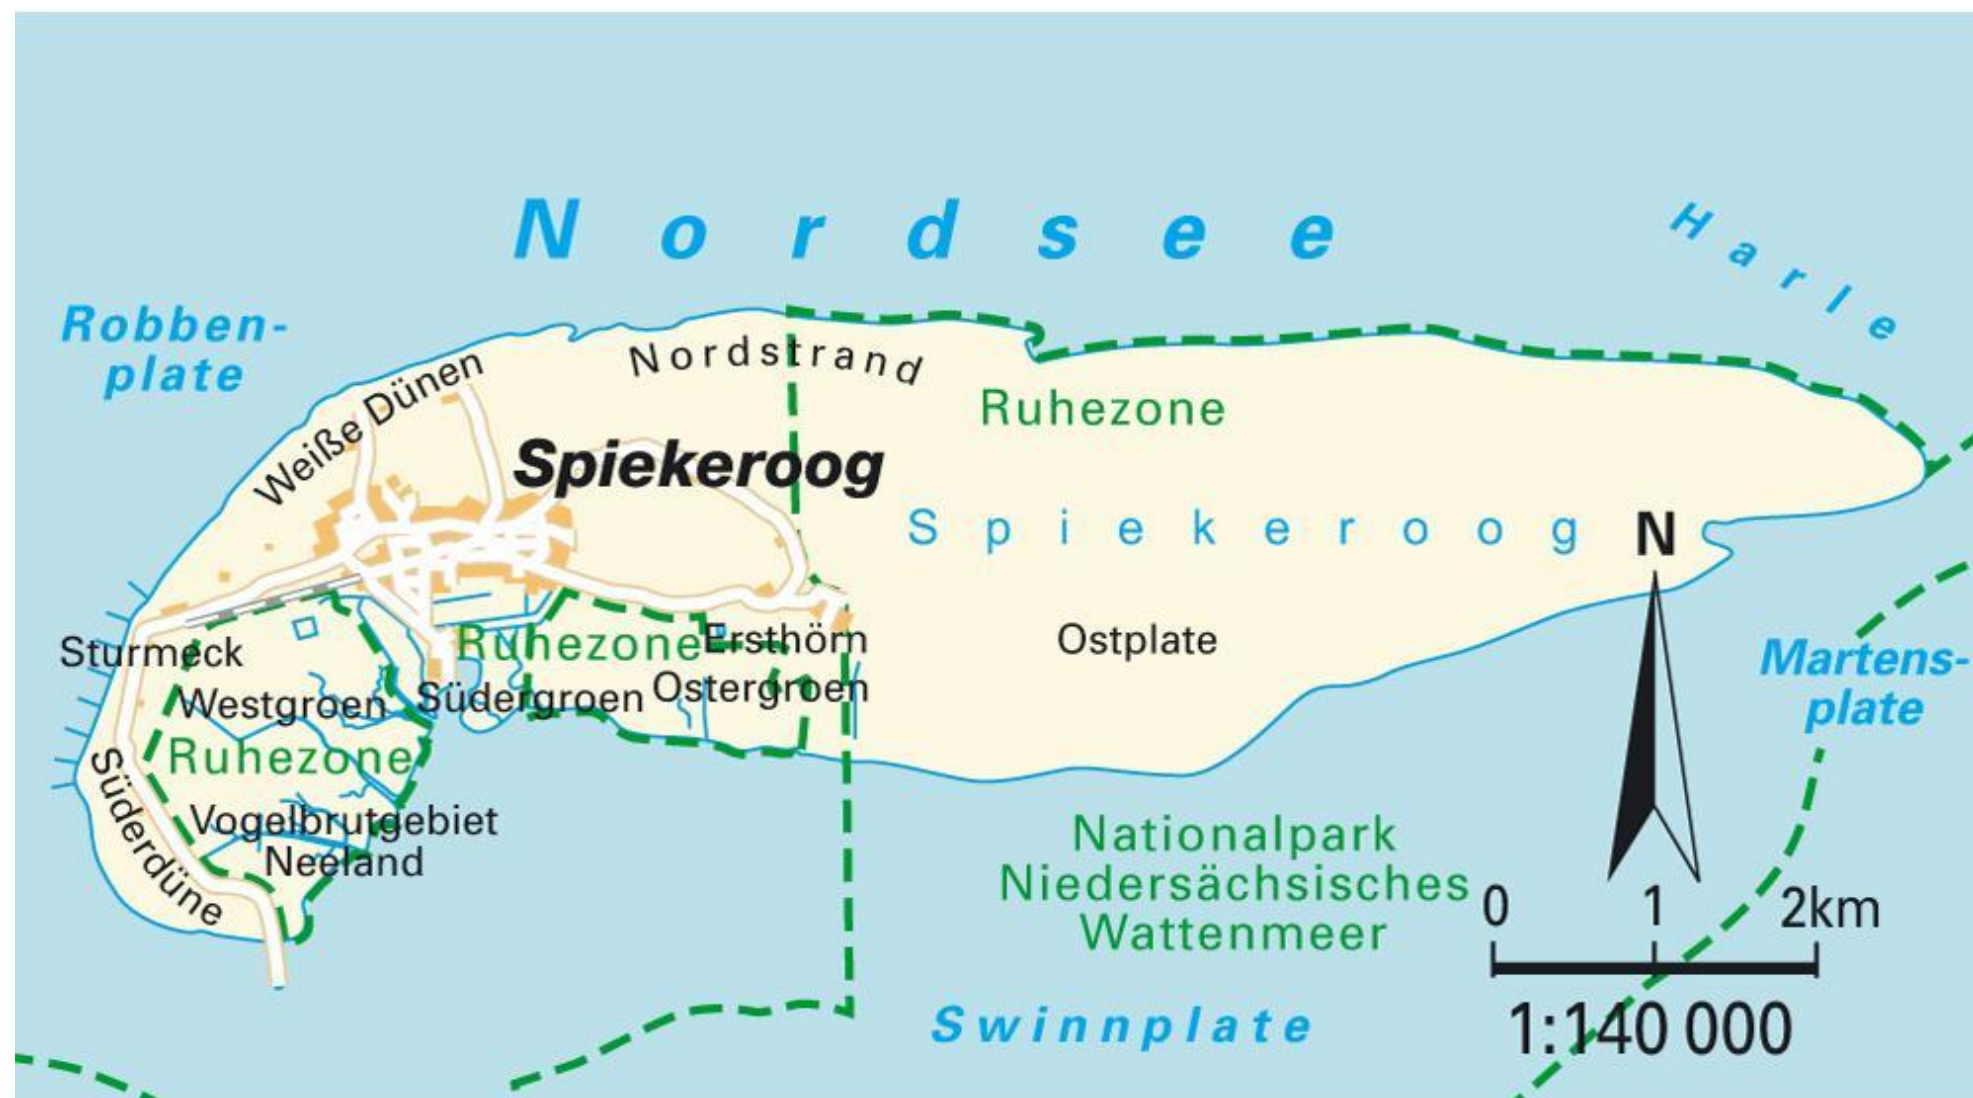 Nordsee
Harle
Robben-
plate
Weiße Dünen
Nordstrand
Ruhezone
Spiekeroog
Spiekeroog
N
Sturmeck
Ruhezone
Ersthörn
Ostplate
Martens-
plate
Westgroen
Südergroen
Ostergroen
Ruhezone
Süderdüne
Vogelbrutgebiet
Neeland
Nationalpark
Niedersächsisches
Wattenmeer
0 1 2km
Swinnplate
1:140 000